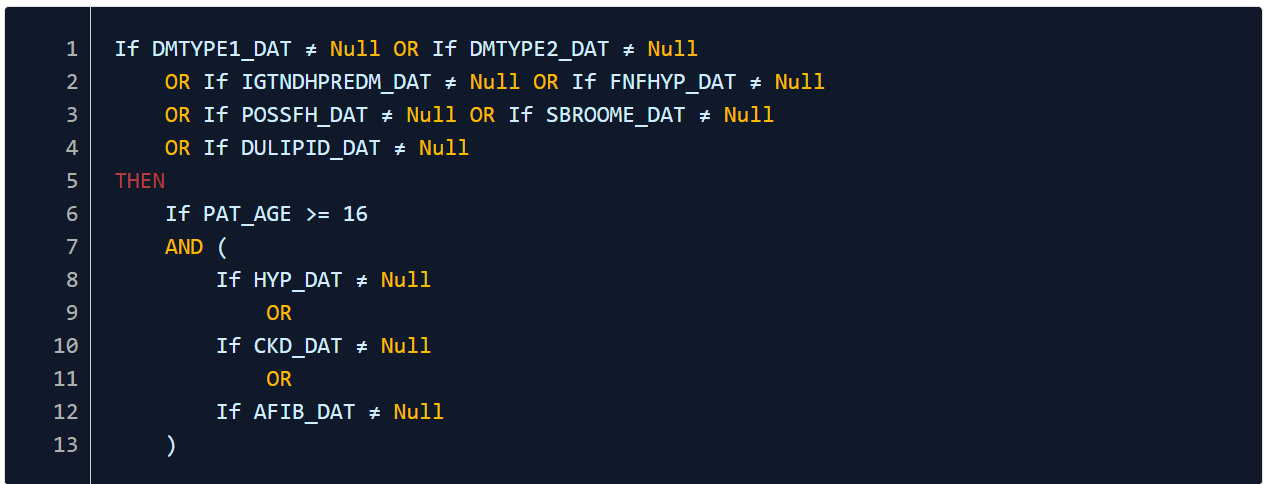 1 If DMTYPE1_DAT ≠ Null OR If DMTYPE2_DAT ≠ Null
2 OR If IGTNDHPREDM_DAT ≠ Null OR If FNFHYP_DAT ≠ Null
3 OR If POSSFH_DAT ≠ Null OR If SBROOME_DAT ≠ Null
4 OR If DULIPID_DAT ≠ Null
5 THEN
6 If PAT_AGE >= 16
7 AND (
8 If HYP_DAT ≠ Null
9 OR
10 If CKD_DAT ≠ Null
11 OR
12 If AFIB_DAT ≠ Null
13 )